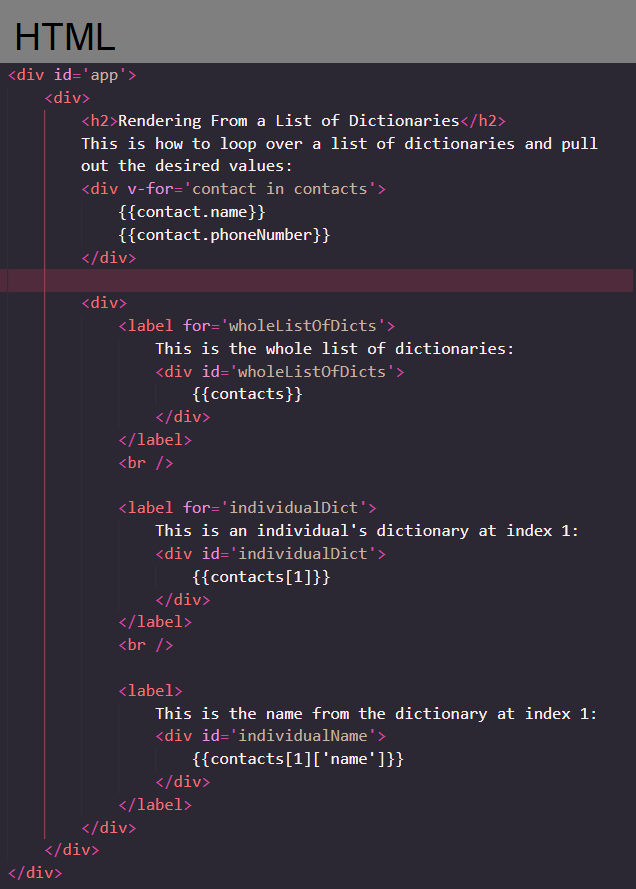 HTML
<div id='app'>
    <div>
        <h2>Rendering From a List of Dictionaries</h2>
        This is how to loop over a list of dictionaries and pull
        out the desired values:
        <div v-for='contact in contacts'>
            {{contact.name}}
            {{contact.phoneNumber}}
        </div>

        <div>
            <label for='wholeListOfDicts'>
                This is the whole list of dictionaries:
                <div id='wholeListOfDicts'>
                    {{contacts}}
                </div>
            </label>
            <br />

            <label for='individualDict'>
                This is an individual's dictionary at index 1:
                <div id='individualDict'>
                    {{contacts[1]}}
                </div>
            </label>
            <br />

            <label>
                This is the name from the dictionary at index 1:
                <div id='individualName'>
                    {{contacts[1]['name']}}
                </div>
            </label>
        </div>
    </div>
</div>